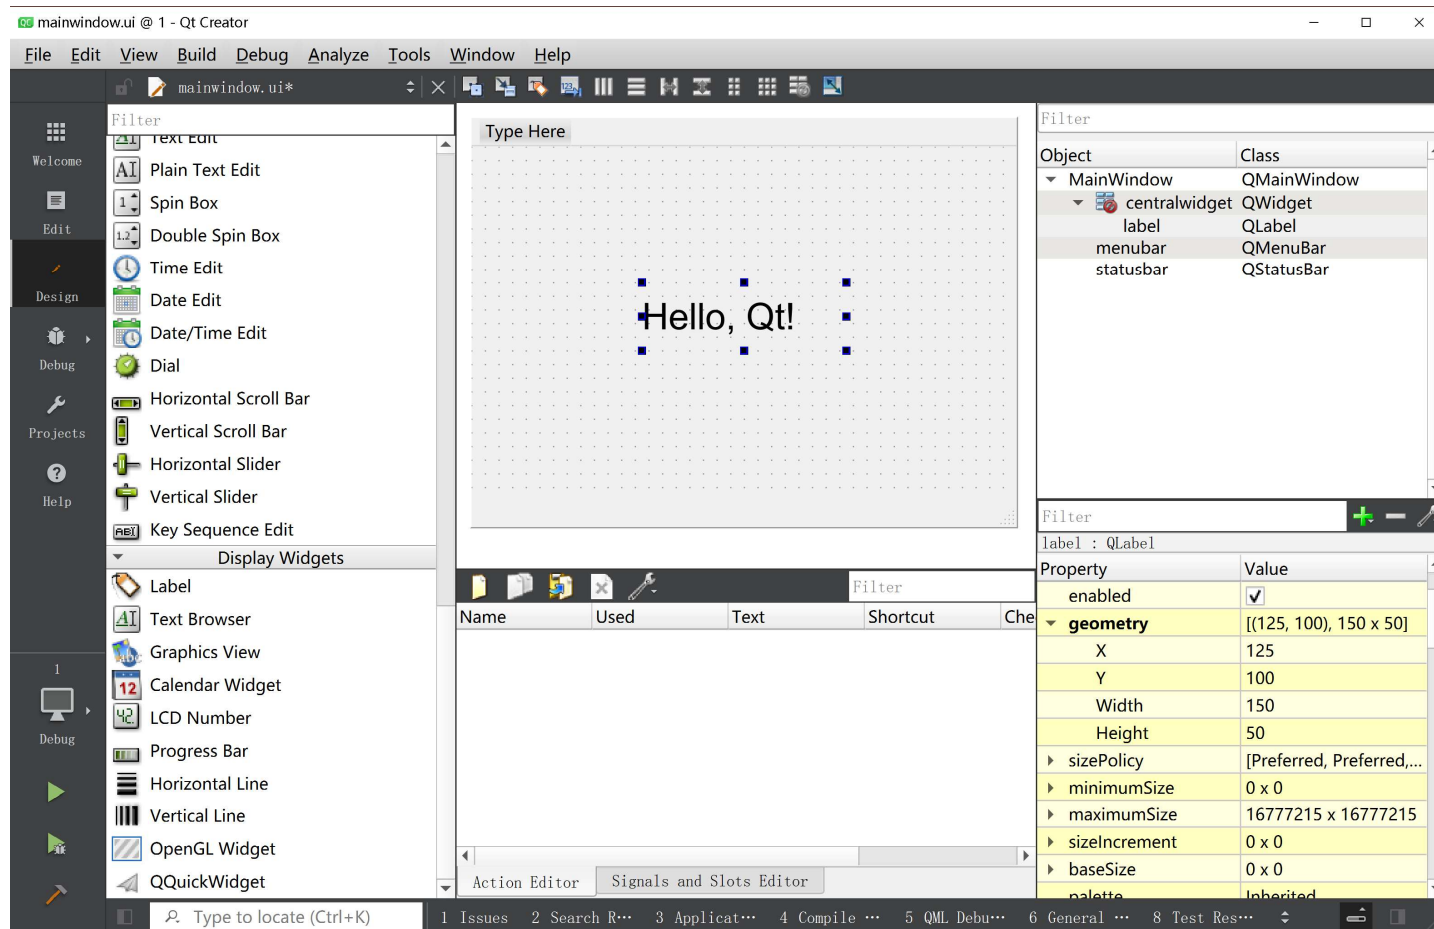 mainwindow.ui @ 1 - Qt Creator
File Edit View Build Debug Analyze Tools Window Help
mainwindow.ui*
Welcome
Edit
Design
Debug
Projects
Help
1
Debug
Filter
Text Edit
Plain Text Edit
Spin Box
Double Spin Box
Time Edit
Date Edit
Date/Time Edit
Dial
Horizontal Scroll Bar
Vertical Scroll Bar
Horizontal Slider
Vertical Slider
Key Sequence Edit
Display Widgets
Label
Text Browser
Graphics View
Calendar Widget
LCD Number
Progress Bar
Horizontal Line
Vertical Line
OpenGL Widget
QQuickWidget
Type Here
Hello, Qt!
Filter
Name Used Text Shortcut Che
Action Editor Signals and Slots Editor
Filter
Object Class
MainWindow QMainWindow
centralwidget QWidget
label QLabel
menubar QMenuBar
statusbar QStatusBar
Filter
label : QLabel
Property Value
enabled
geometry [(125, 100), 150 x 50]
X 125
Y 100
Width 150
Height 50
sizePolicy [Preferred, Preferred,...
minimumSize 0 x 0
maximumSize 16777215 x 16777215
sizeIncrement 0 x 0
baseSize 0 x 0
palette Inherited
Type to locate (Ctrl+K) 1 Issues 2 Search R··· 3 Applicat··· 4 Compile ··· 5 QML Debu··· 6 General ··· 8 Test Res···